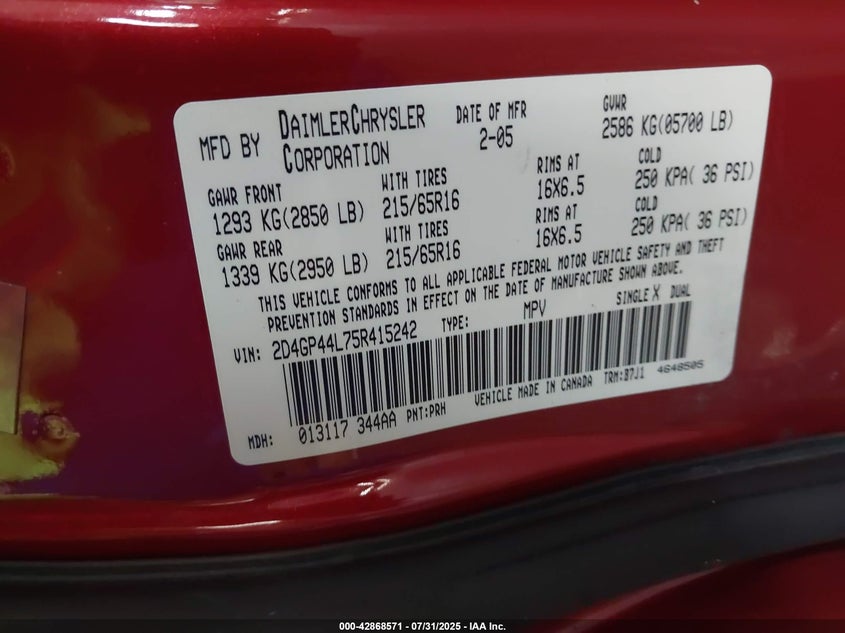 MFD BY DAIMLERCHRYSLER CORPORATION
DATE OF MFR 2-05
GVWR 2586 KG(05700 LB)
GAWR FRONT WITH TIRES RIMS AT COLD
1293 KG(2850 LB) 215/65R16 16X6.5 250 KPA( 36 PSI)
GAWR REAR WITH TIRES RIMS AT COLD
1339 KG(2950 LB) 215/65R16 16X6.5 250 KPA( 36 PSI)
THIS VEHICLE CONFORMS TO ALL APPLICABLE FEDERAL MOTOR VEHICLE SAFETY AND THEFT
PREVENTION STANDARDS IN EFFECT ON THE DATE OF MANUFACTURE SHOWN ABOVE.
VIN: 2D4GP44L75R415242 TYPE: MPV SINGLE X DUAL
MDH: 013117 344AA PNT:PRH VEHICLE MADE IN CANADA TRM:B7J1 4648505
000-42868571 - 07/31/2025 - IAA Inc.